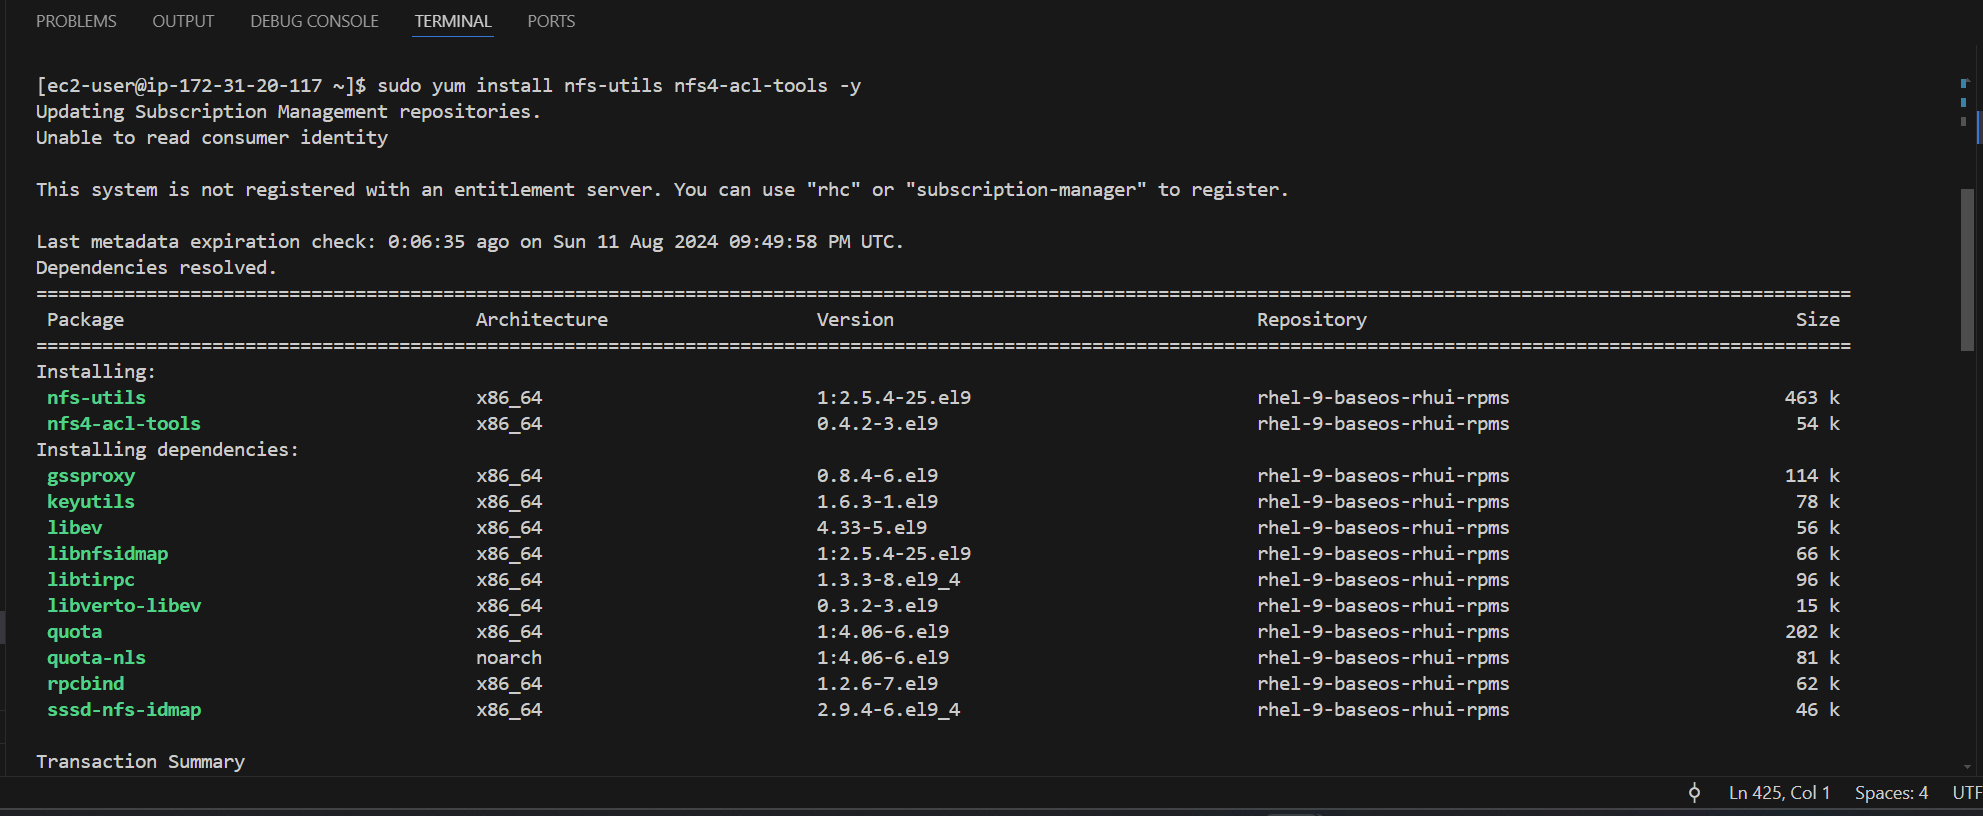 PROBLEMS OUTPUT DEBUG CONSOLE TERMINAL PORTS
[ec2-user@ip-172-31-20-117 ~]$ sudo yum install nfs-utils nfs4-acl-tools -y
Updating Subscription Management repositories.
Unable to read consumer identity
This system is not registered with an entitlement server. You can use "rhc" or "subscription-manager" to register.
Last metadata expiration check: 0:06:35 ago on Sun 11 Aug 2024 09:49:58 PM UTC.
Dependencies resolved.
=====================================================================================================================================================================
Package Architecture Version Repository Size
=====================================================================================================================================================================
Installing:
nfs-utils x86_64 1:2.5.4-25.el9 rhel-9-baseos-rhui-rpms 463 k
nfs4-acl-tools x86_64 0.4.2-3.el9 rhel-9-baseos-rhui-rpms 54 k
Installing dependencies:
gssproxy x86_64 0.8.4-6.el9 rhel-9-baseos-rhui-rpms 114 k
keyutils x86_64 1.6.3-1.el9 rhel-9-baseos-rhui-rpms 78 k
libev x86_64 4.33-5.el9 rhel-9-baseos-rhui-rpms 56 k
libnfsidmap x86_64 1:2.5.4-25.el9 rhel-9-baseos-rhui-rpms 66 k
libtirpc x86_64 1.3.3-8.el9_4 rhel-9-baseos-rhui-rpms 96 k
libverto-libev x86_64 0.3.2-3.el9 rhel-9-baseos-rhui-rpms 15 k
quota x86_64 1:4.06-6.el9 rhel-9-baseos-rhui-rpms 202 k
quota-nls noarch 1:4.06-6.el9 rhel-9-baseos-rhui-rpms 81 k
rpcbind x86_64 1.2.6-7.el9 rhel-9-baseos-rhui-rpms 62 k
sssd-nfs-idmap x86_64 2.9.4-6.el9_4 rhel-9-baseos-rhui-rpms 46 k
Transaction Summary
Ln 425, Col 1 Spaces: 4 UTF